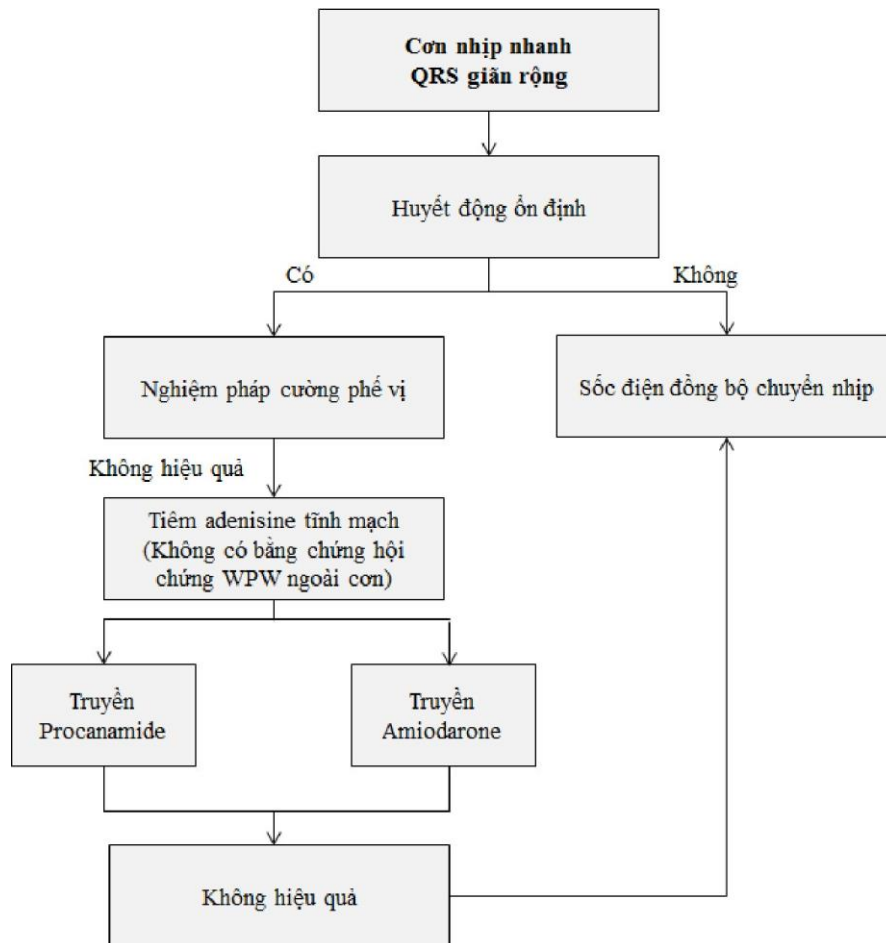 Cơn nhịp nhanh
QRS giãn rộng
Huyết động ổn định
Có
Không
Nghiệm pháp cường phế vị
Sốc điện đồng bộ chuyển nhịp
Không hiệu quả
Tiêm adenisine tĩnh mạch
(Không có bằng chứng hội
chứng WPW ngoài cơn)
Truyền
Procanamide
Truyền
Amiodarone
Không hiệu quả